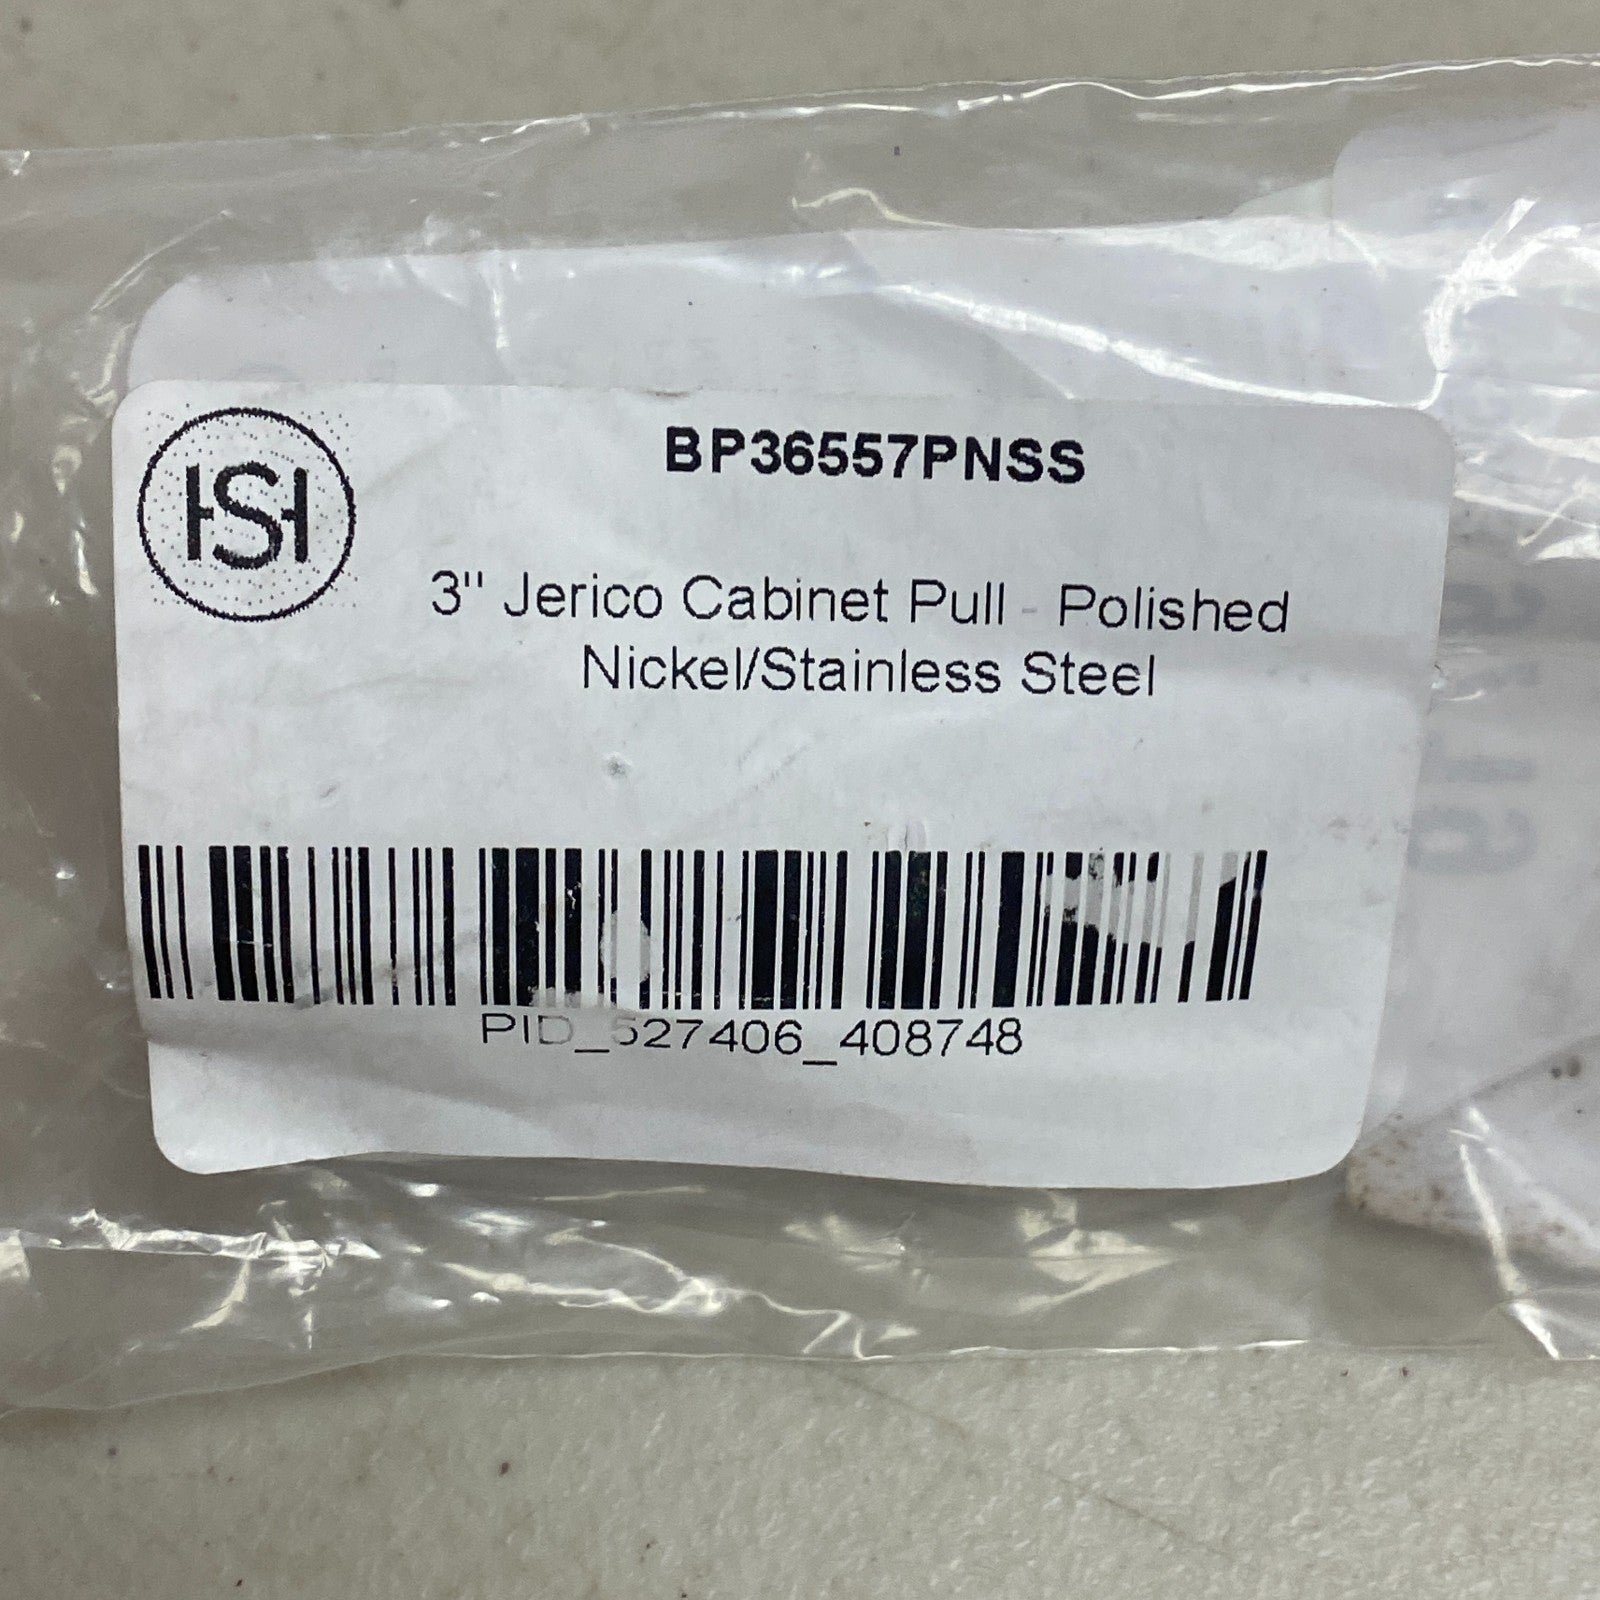 HSH
BP36557PNSS
3" Jerico Cabinet Pull - Polished
Nickel/Stainless Steel
PID_527406_408748